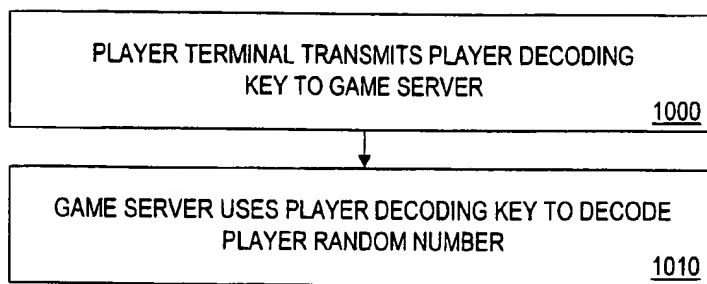 PLAYER TERMINAL TRANSMITS PLAYER DECODING
KEY TO GAME SERVER
1000
GAME SERVER USES PLAYER DECODING KEY TO DECODE
PLAYER RANDOM NUMBER
1010